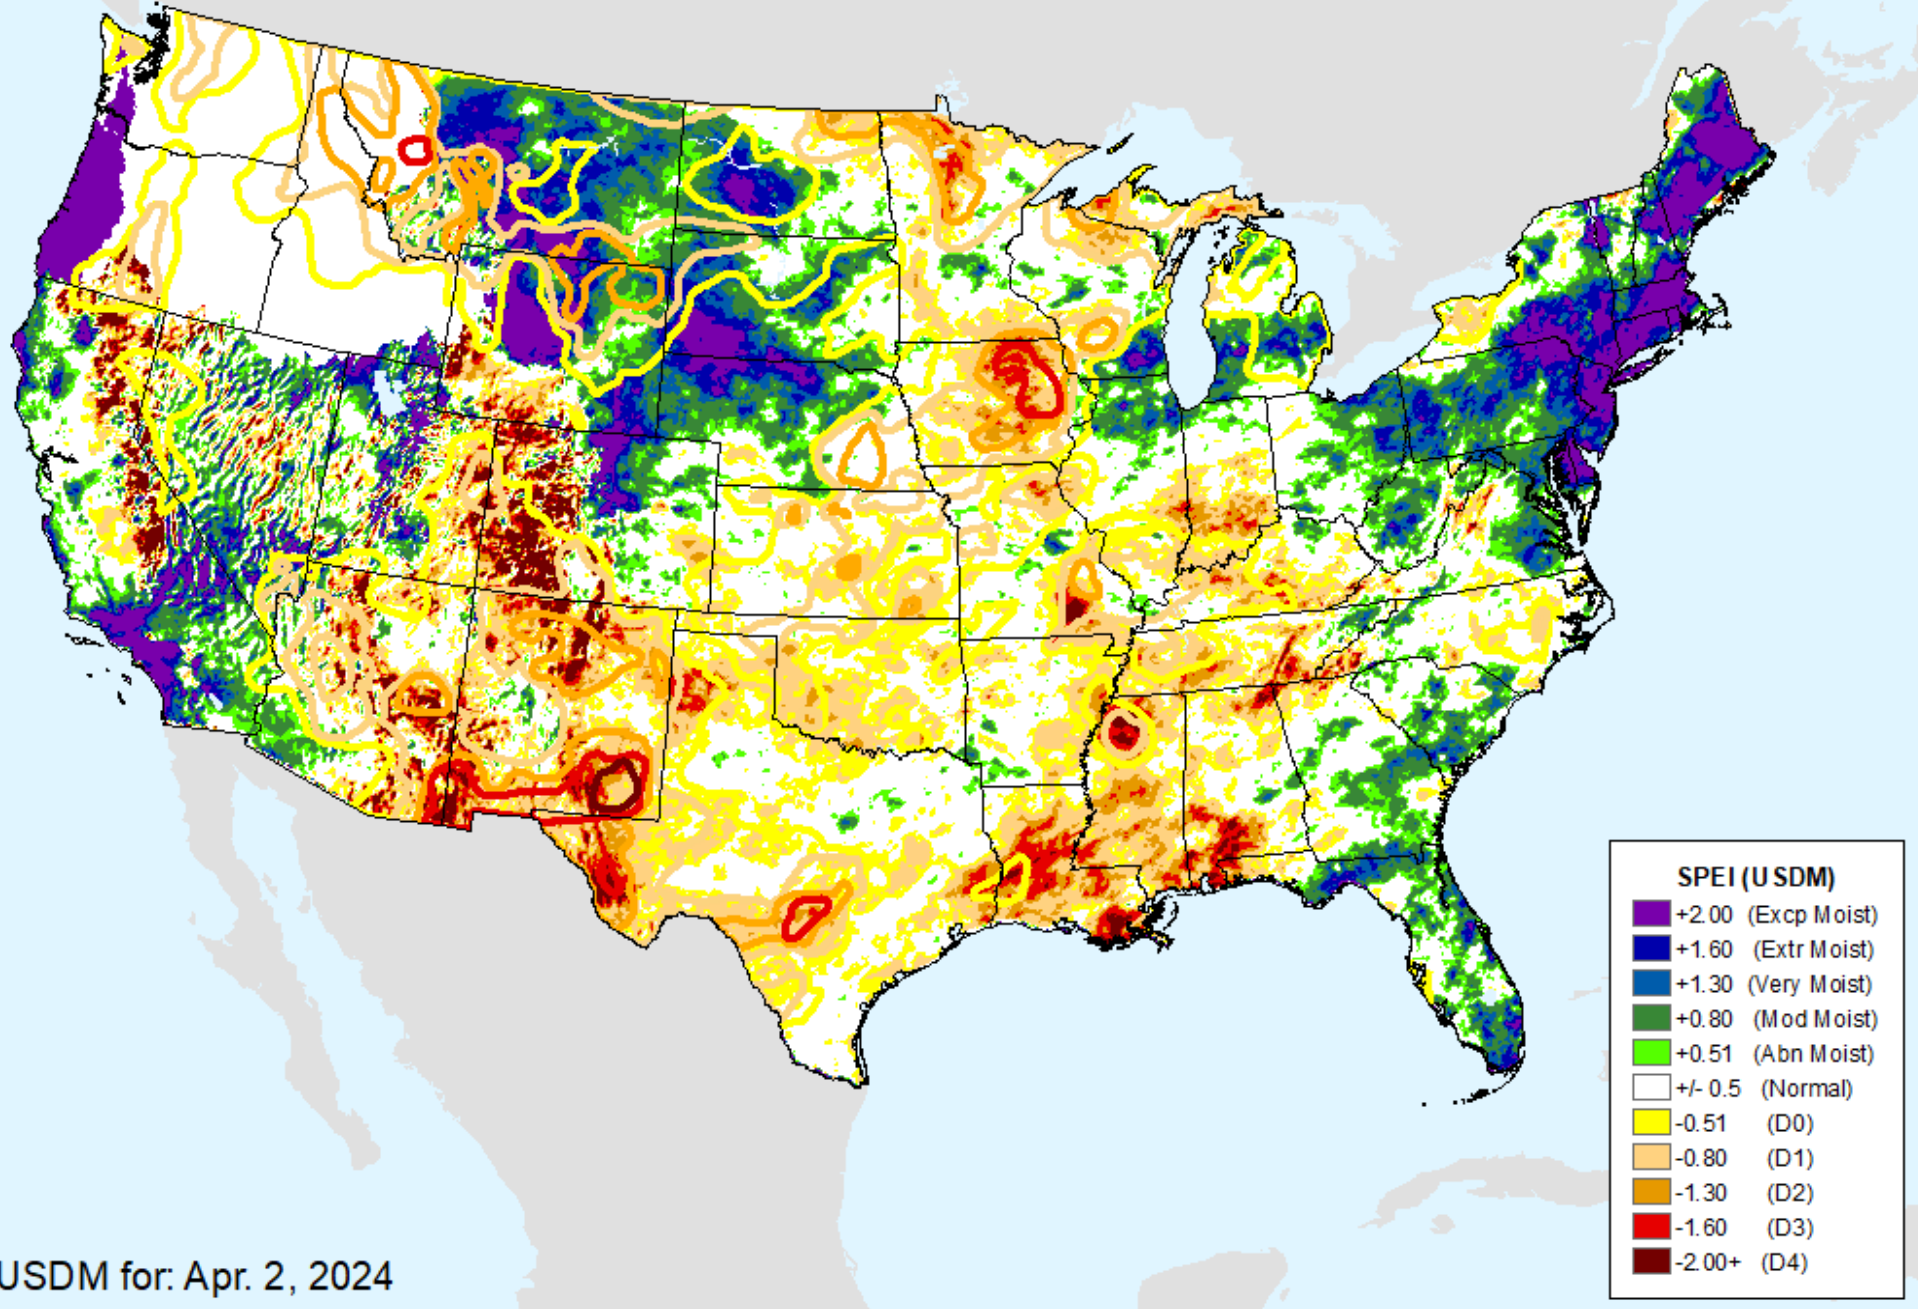 SPEI (USDM)
+2.00 (Excp Moist)
+1.60 (Extr Moist)
+1.30 (Very Moist)
+0.80 (Mod Moist)
+0.51 (Abn Moist)
+/- 0.5 (Normal)
-0.51 (D0)
-0.80 (D1)
-1.30 (D2)
-1.60 (D3)
-2.00+ (D4)
USDM for: Apr. 2, 2024